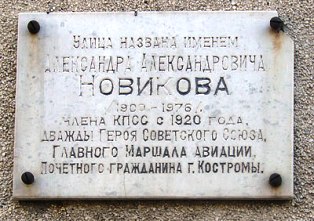 Улица названа именем
Александра Александровича
Новикова
1900-1976 г.
члена КПСС с 1920 года,
дважды Героя Советского Союза,
Главного Маршала авиации,
Почетного гражданина г. Костромы.